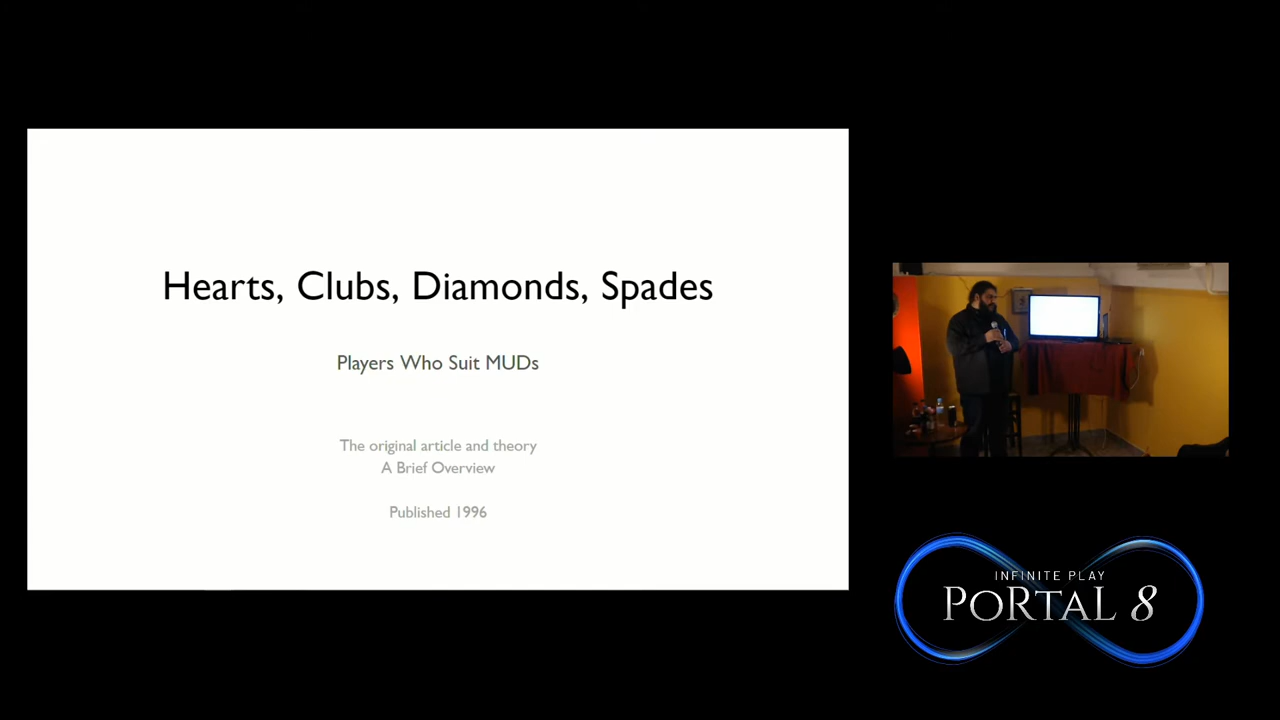 Hearts, Clubs, Diamonds, Spades
Players Who Suit MUDs
The original article and theory
A Brief Overview
Published 1996
INFINITE PLAY
PORTAL 8